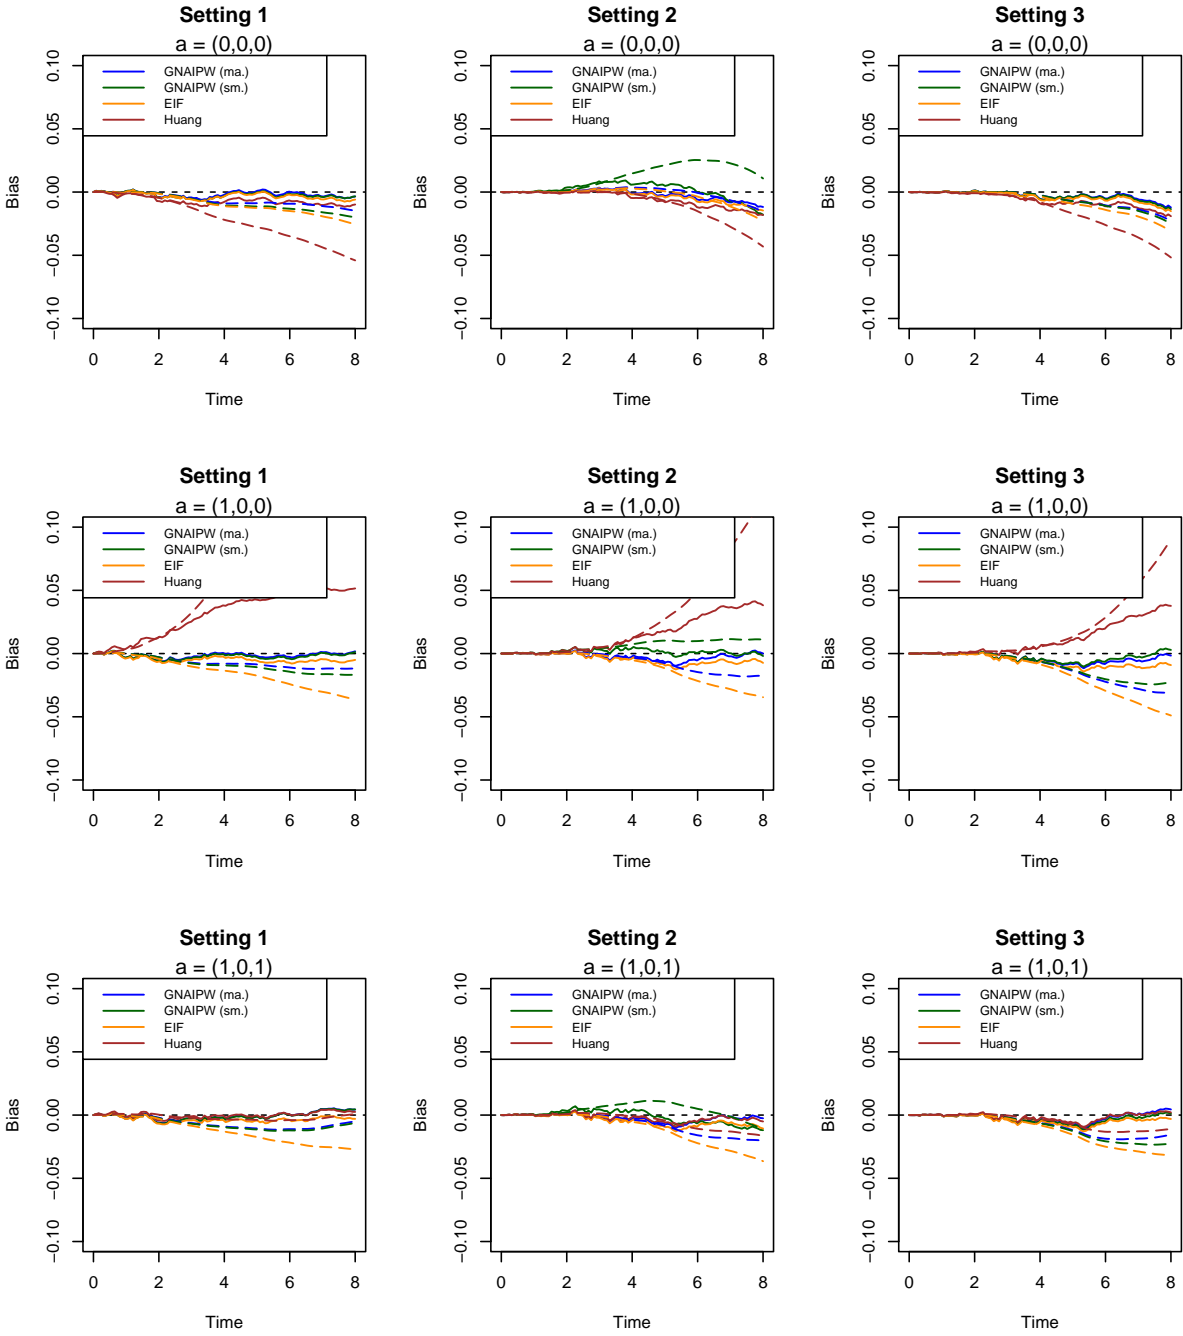 Setting 1
a = (0,0,0)
GNAIPW (ma.)
GNAIPW (sm.)
EIF
Huang
Bias
0.10
0.05
0.00
−0.05
−0.10
0 2 4 6 8
Time
Setting 2
a = (0,0,0)
GNAIPW (ma.)
GNAIPW (sm.)
EIF
Huang
Bias
0.10
0.05
0.00
−0.05
−0.10
0 2 4 6 8
Time
Setting 3
a = (0,0,0)
GNAIPW (ma.)
GNAIPW (sm.)
EIF
Huang
Bias
0.10
0.05
0.00
−0.05
−0.10
0 2 4 6 8
Time
Setting 1
a = (1,0,0)
GNAIPW (ma.)
GNAIPW (sm.)
EIF
Huang
Bias
0.10
0.05
0.00
−0.05
−0.10
0 2 4 6 8
Time
Setting 2
a = (1,0,0)
GNAIPW (ma.)
GNAIPW (sm.)
EIF
Huang
Bias
0.10
0.05
0.00
−0.05
−0.10
0 2 4 6 8
Time
Setting 3
a = (1,0,0)
GNAIPW (ma.)
GNAIPW (sm.)
EIF
Huang
Bias
0.10
0.05
0.00
−0.05
−0.10
0 2 4 6 8
Time
Setting 1
a = (1,0,1)
GNAIPW (ma.)
GNAIPW (sm.)
EIF
Huang
Bias
0.10
0.05
0.00
−0.05
−0.10
0 2 4 6 8
Time
Setting 2
a = (1,0,1)
GNAIPW (ma.)
GNAIPW (sm.)
EIF
Huang
Bias
0.10
0.05
0.00
−0.05
−0.10
0 2 4 6 8
Time
Setting 3
a = (1,0,1)
GNAIPW (ma.)
GNAIPW (sm.)
EIF
Huang
Bias
0.10
0.05
0.00
−0.05
−0.10
0 2 4 6 8
Time